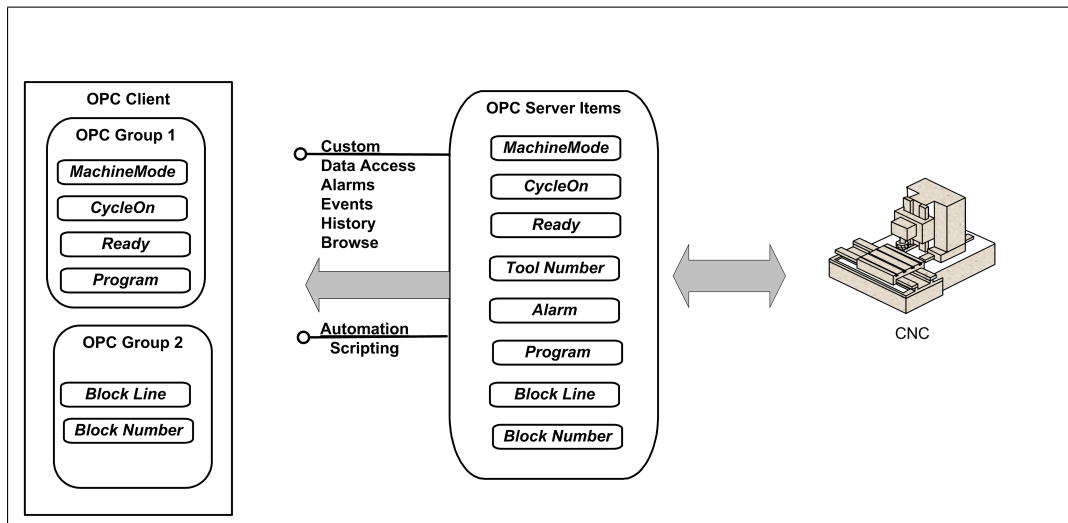 OPC Client
OPC Group 1
MachineMode
CycleOn
Ready
Program
OPC Group 2
Block Line
Block Number
Custom
Data Access
Alarms
Events
History
Browse
Automation
Scripting
OPC Server Items
MachineMode
CycleOn
Ready
Tool Number
Alarm
Program
Block Line
Block Number
CNC